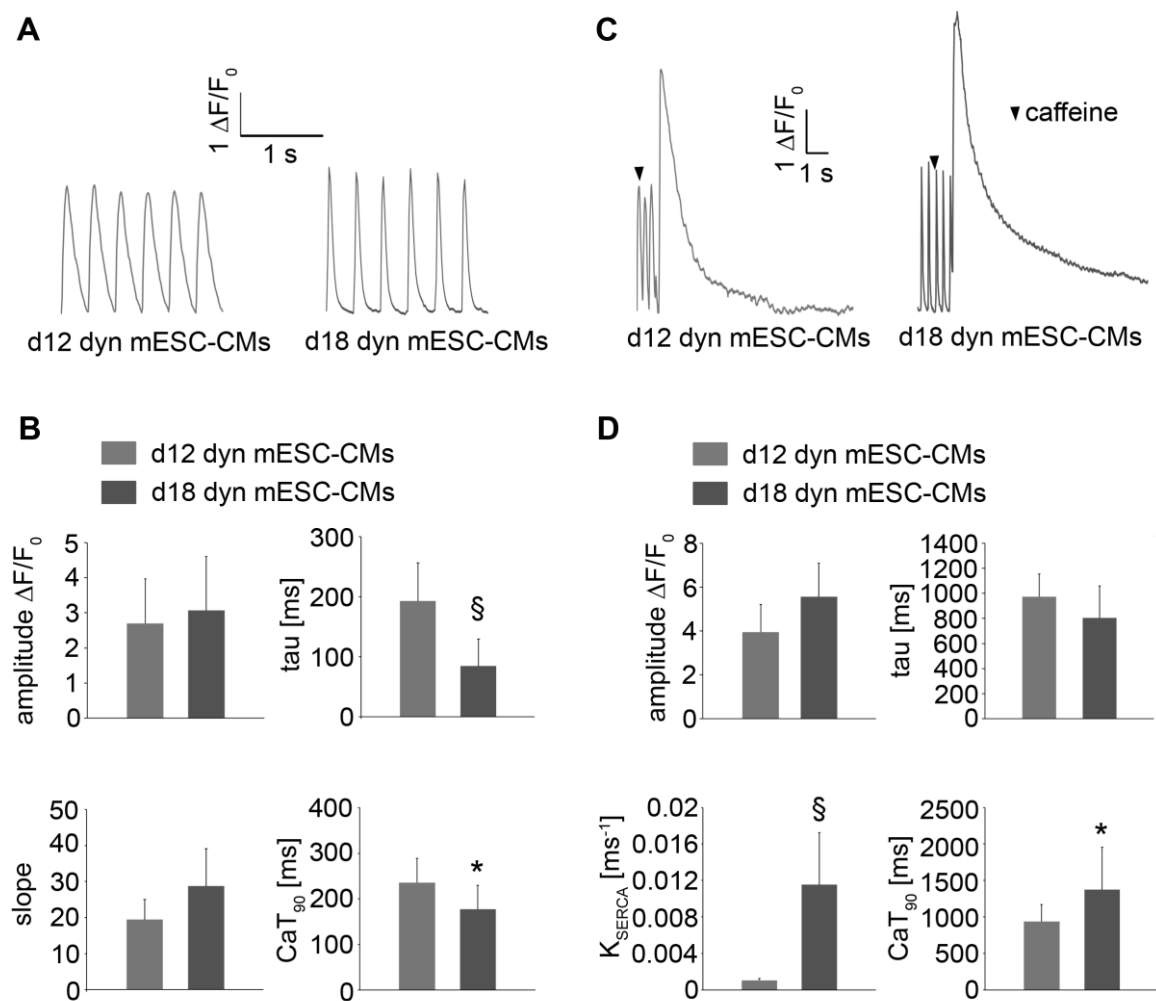 A
1 ΔF/F₀
1 s
d12 dyn mESC-CMs
d18 dyn mESC-CMs
C
1 ΔF/F₀
1 s
caffeine
d12 dyn mESC-CMs
d18 dyn mESC-CMs
B
d12 dyn mESC-CMs
d18 dyn mESC-CMs
amplitude ΔF/F₀
5
4
3
2
1
0
tau [ms]
300
200
100
0
§
slope
50
40
30
20
10
0
CaT₉₀ [ms]
400
300
200
100
0
*
D
d12 dyn mESC-CMs
d18 dyn mESC-CMs
amplitude ΔF/F₀
8
6
4
2
0
tau [ms]
1400
1200
1000
800
600
400
200
0
K_SERCA [ms⁻¹]
0.02
0.016
0.012
0.008
0.004
0
§
CaT₉₀ [ms]
2500
2000
1500
1000
500
0
*